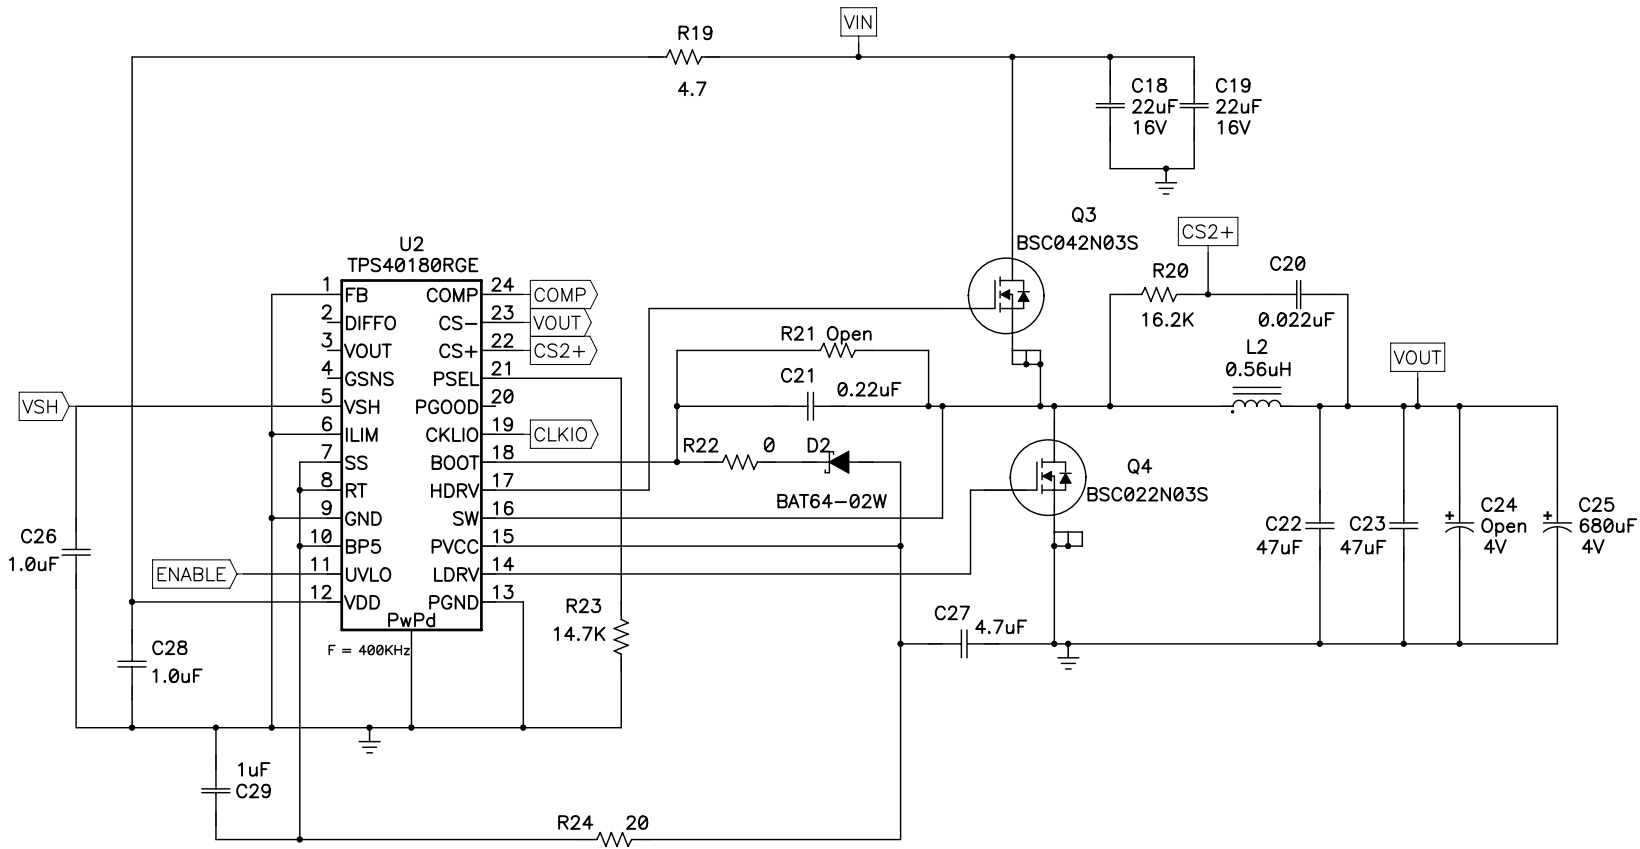 VIN
R19
4.7
C18
22uF
16V
C19
22uF
16V
Q3
BSC042N03S
CS2+
R20
16.2K
C20
0.022uF
L2
0.56uH
VOUT
U2
TPS40180RGE
1 FB COMP 24 COMP
2 DIFFO CS- 23 VOUT
3 VOUT CS+ 22 CS2+
4 GSNS PSEL 21
VSH 5 VSH PGOOD 20
6 ILIM CKLIO 19 CLKIO
7 SS BOOT 18
8 RT HDRV 17
9 GND SW 16
10 BP5 PVCC 15
ENABLE 11 UVLO LDRV 14
12 VDD PGND 13
PwPd
F = 400KHz
R21 Open
C21
0.22uF
R22 0 D2
BAT64-02W
Q4
BSC022N03S
C22
47uF
C23
47uF
+ C24
Open
4V
+ C25
680uF
4V
C26
1.0uF
C28
1.0uF
R23
14.7K
C27
4.7uF
1uF
C29
R24 20